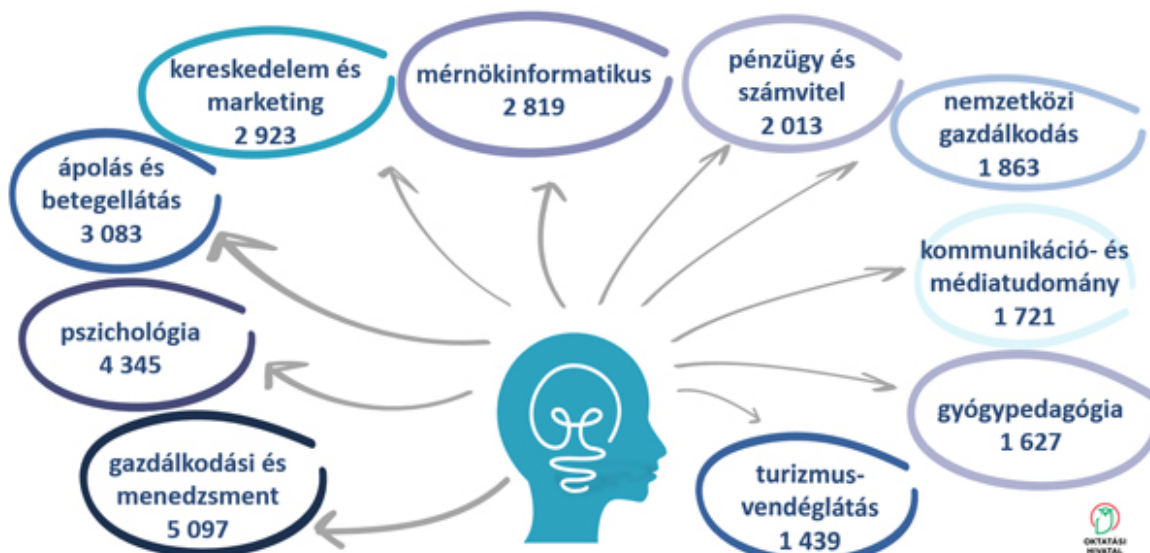 kereskedelem és
marketing
2 923
mérnökinformatikus
2 819
pénzügy és
számvitel
2 013
nemzetközi
gazdálkodás
1 863
ápolás és
betegellátás
3 083
kommunikáció- és
médiatudomány
1 721
pszichológia
4 345
gyógypedagógia
1 627
gazdálkodási és
menedzsment
5 097
turizmus-
vendéglátás
1 439
OKTATÁSI
HIVATAL